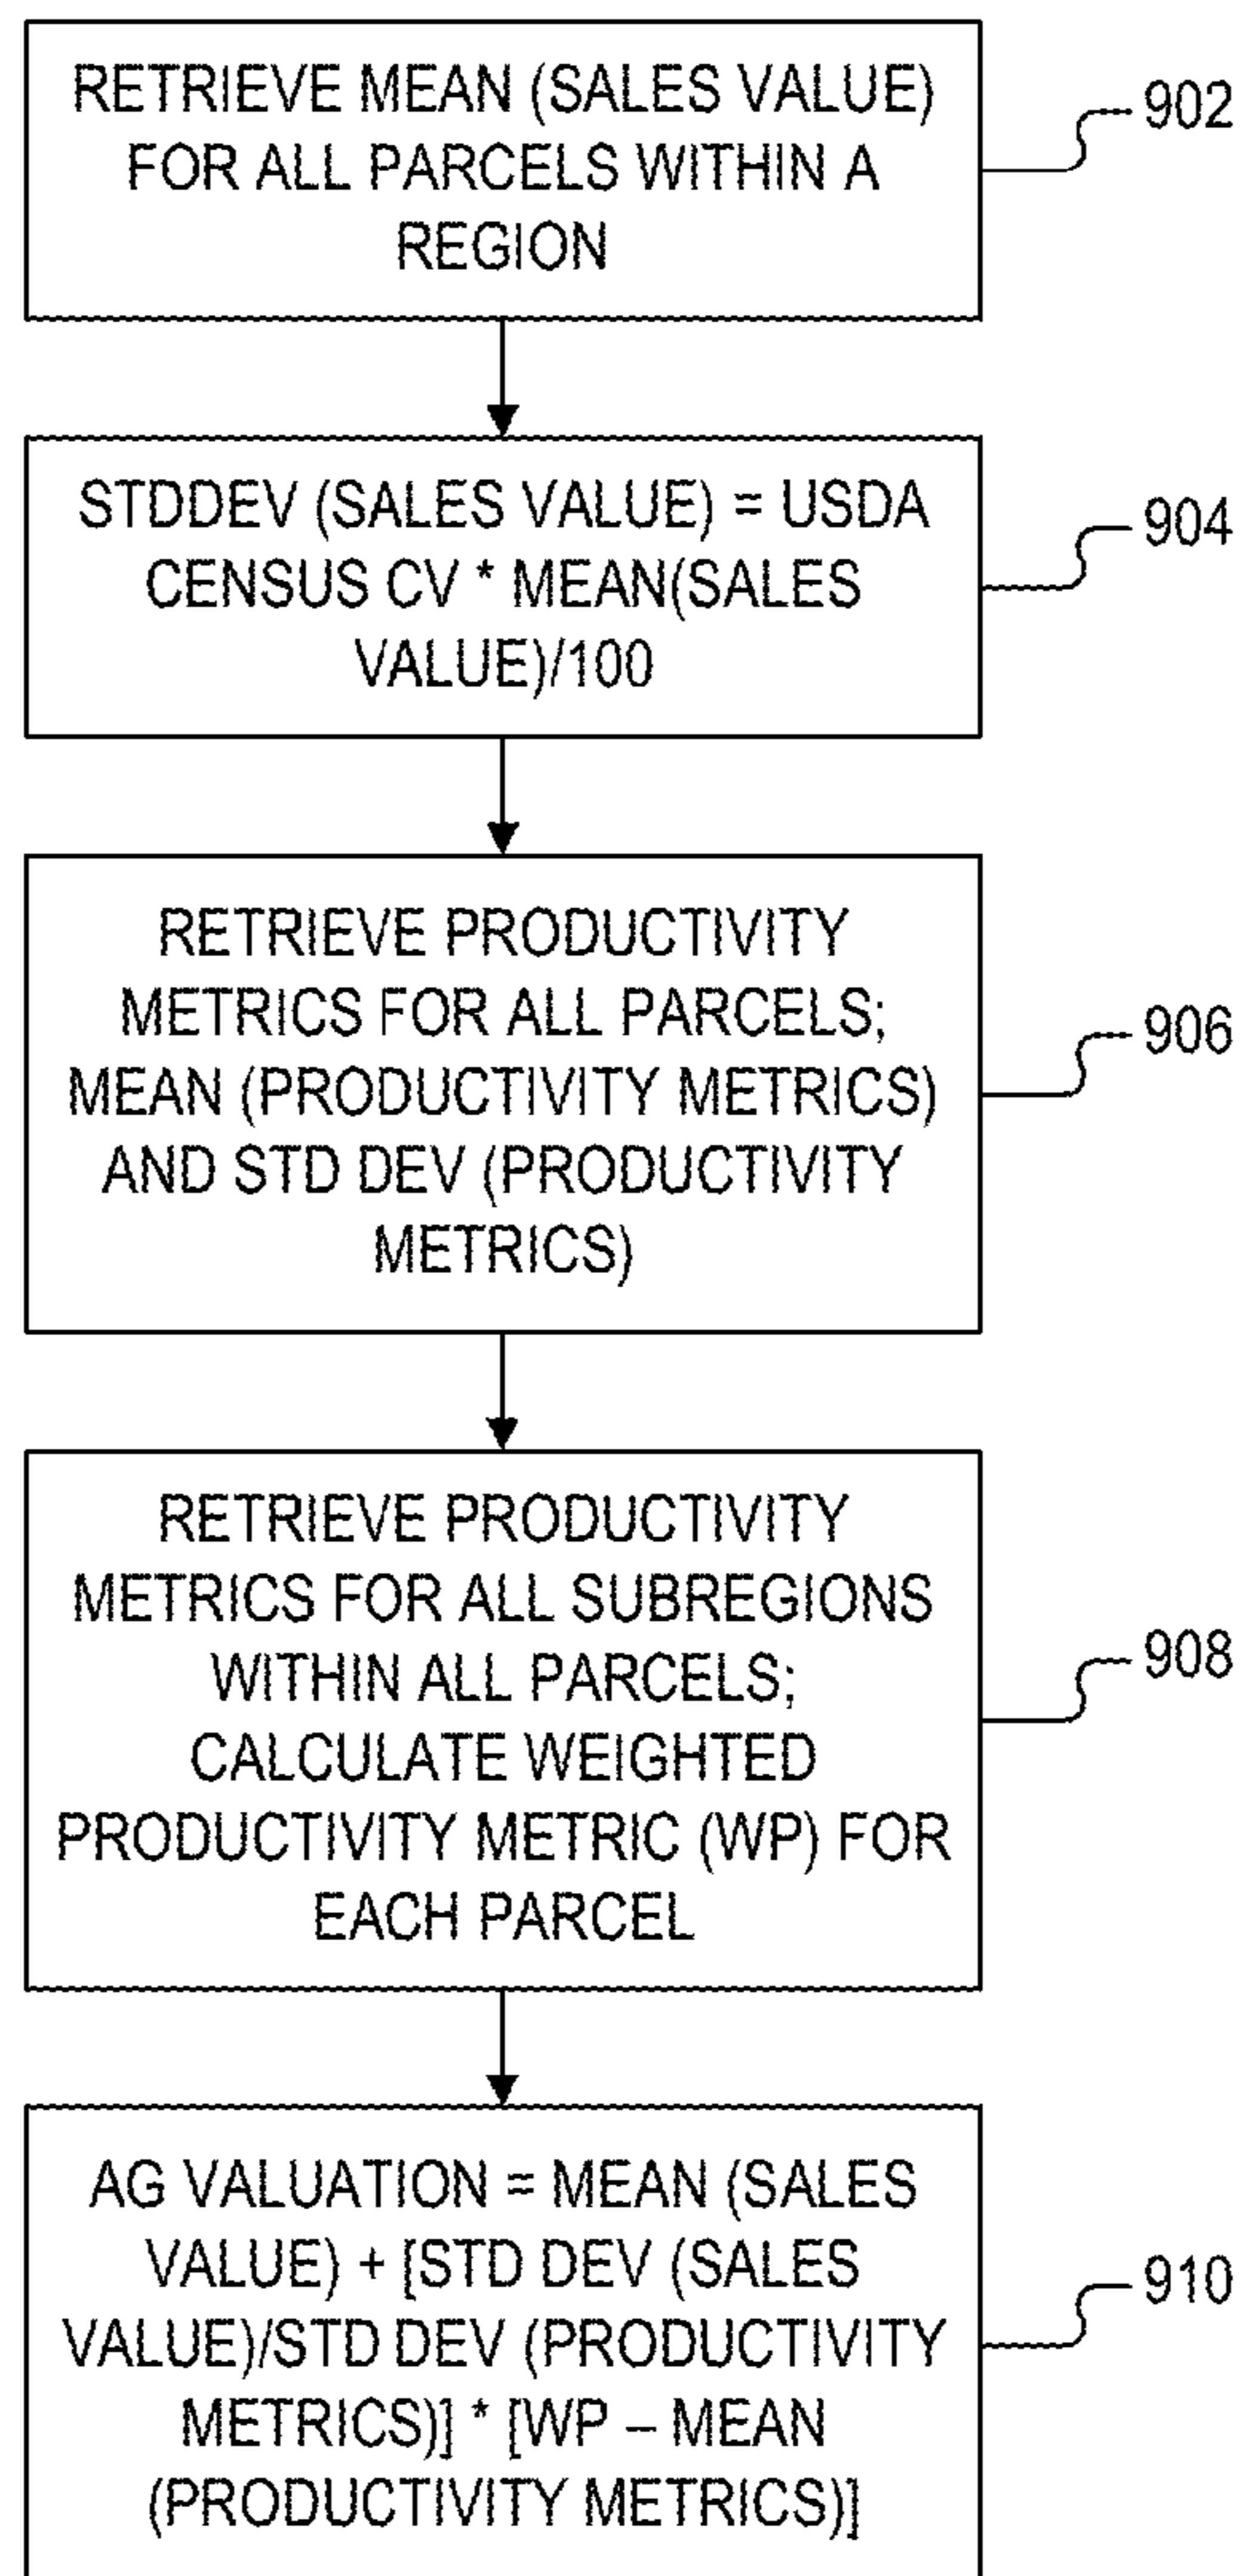 RETRIEVE MEAN (SALES VALUE)
FOR ALL PARCELS WITHIN A
REGION
902
STDDEV (SALES VALUE) = USDA
CENSUS CV * MEAN(SALES
VALUE)/100
904
RETRIEVE PRODUCTIVITY
METRICS FOR ALL PARCELS;
MEAN (PRODUCTIVITY METRICS)
AND STD DEV (PRODUCTIVITY
METRICS)
906
RETRIEVE PRODUCTIVITY
METRICS FOR ALL SUBREGIONS
WITHIN ALL PARCELS;
CALCULATE WEIGHTED
PRODUCTIVITY METRIC (WP) FOR
EACH PARCEL
908
AG VALUATION = MEAN (SALES
VALUE) + [STD DEV (SALES
VALUE)/STD DEV (PRODUCTIVITY
METRICS)] * [WP – MEAN
(PRODUCTIVITY METRICS)]
910